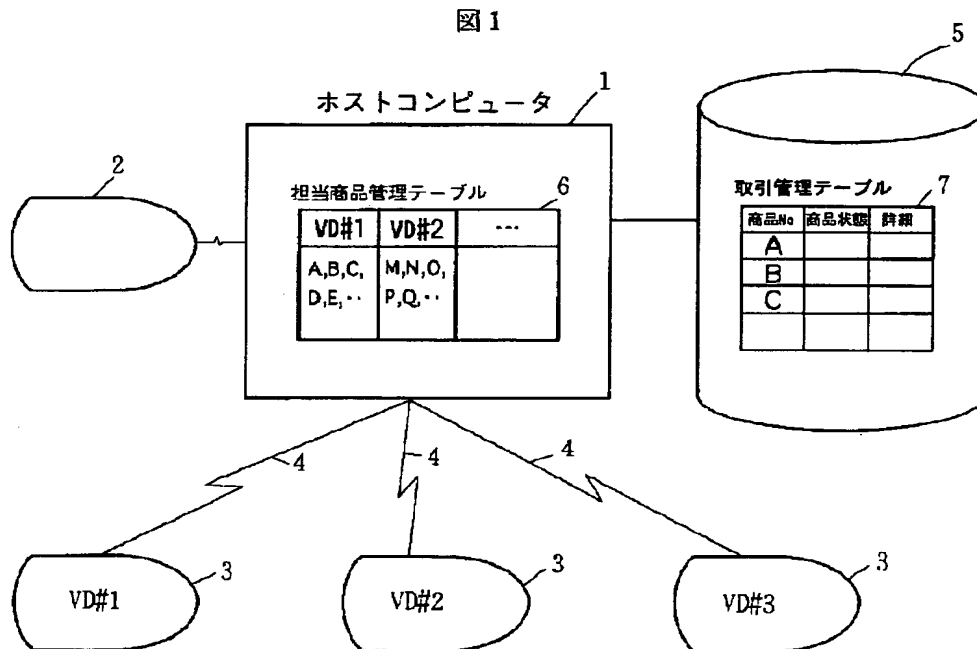 図1
5
1
ホストコンピュータ
2
担当商品管理テーブル
6
VD#1 VD#2 ...
A,B,C, M,N,O,
D,E,.. P,Q,..
取引管理テーブル
7
商品No 商品状態 詳細
A
B
C
4 4 4
3 3 3
VD#1 VD#2 VD#3